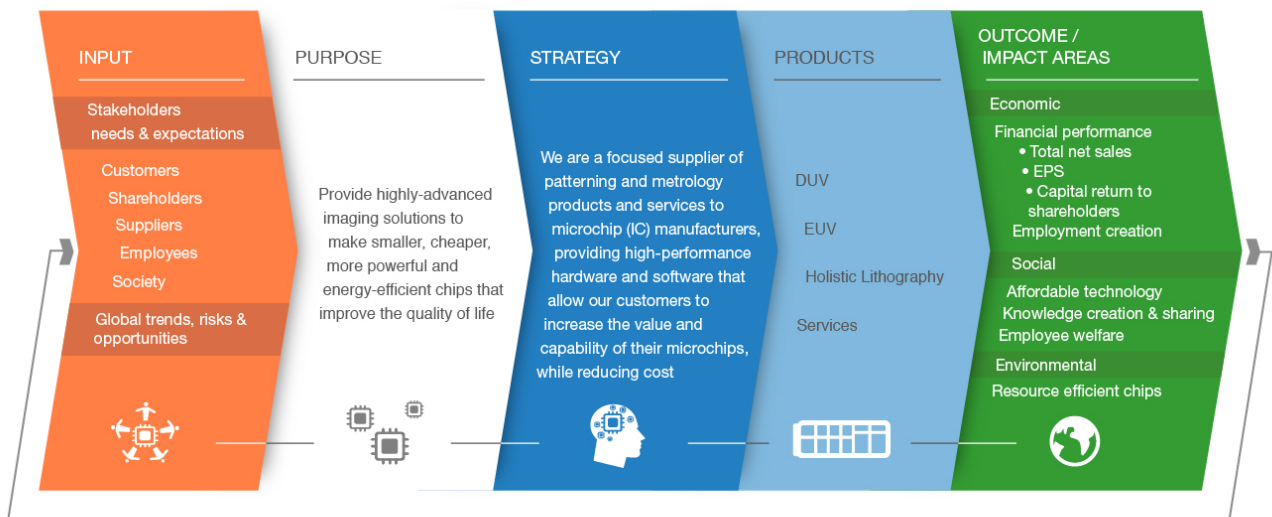 INPUT
Stakeholders
needs & expectations
Customers
Shareholders
Suppliers
Employees
Society
Global trends, risks &
opportunities
PURPOSE
Provide highly-advanced
imaging solutions to
make smaller, cheaper,
more powerful and
energy-efficient chips that
improve the quality of life
STRATEGY
We are a focused supplier of
patterning and metrology
products and services to
microchip (IC) manufacturers,
providing high-performance
hardware and software that
allow our customers to
increase the value and
capability of their microchips,
while reducing cost
PRODUCTS
DUV
EUV
Holistic Lithography
Services
OUTCOME /
IMPACT AREAS
Economic
Financial performance
• Total net sales
• EPS
• Capital return to
shareholders
Employment creation
Social
Affordable technology
Knowledge creation & sharing
Employee welfare
Environmental
Resource efficient chips